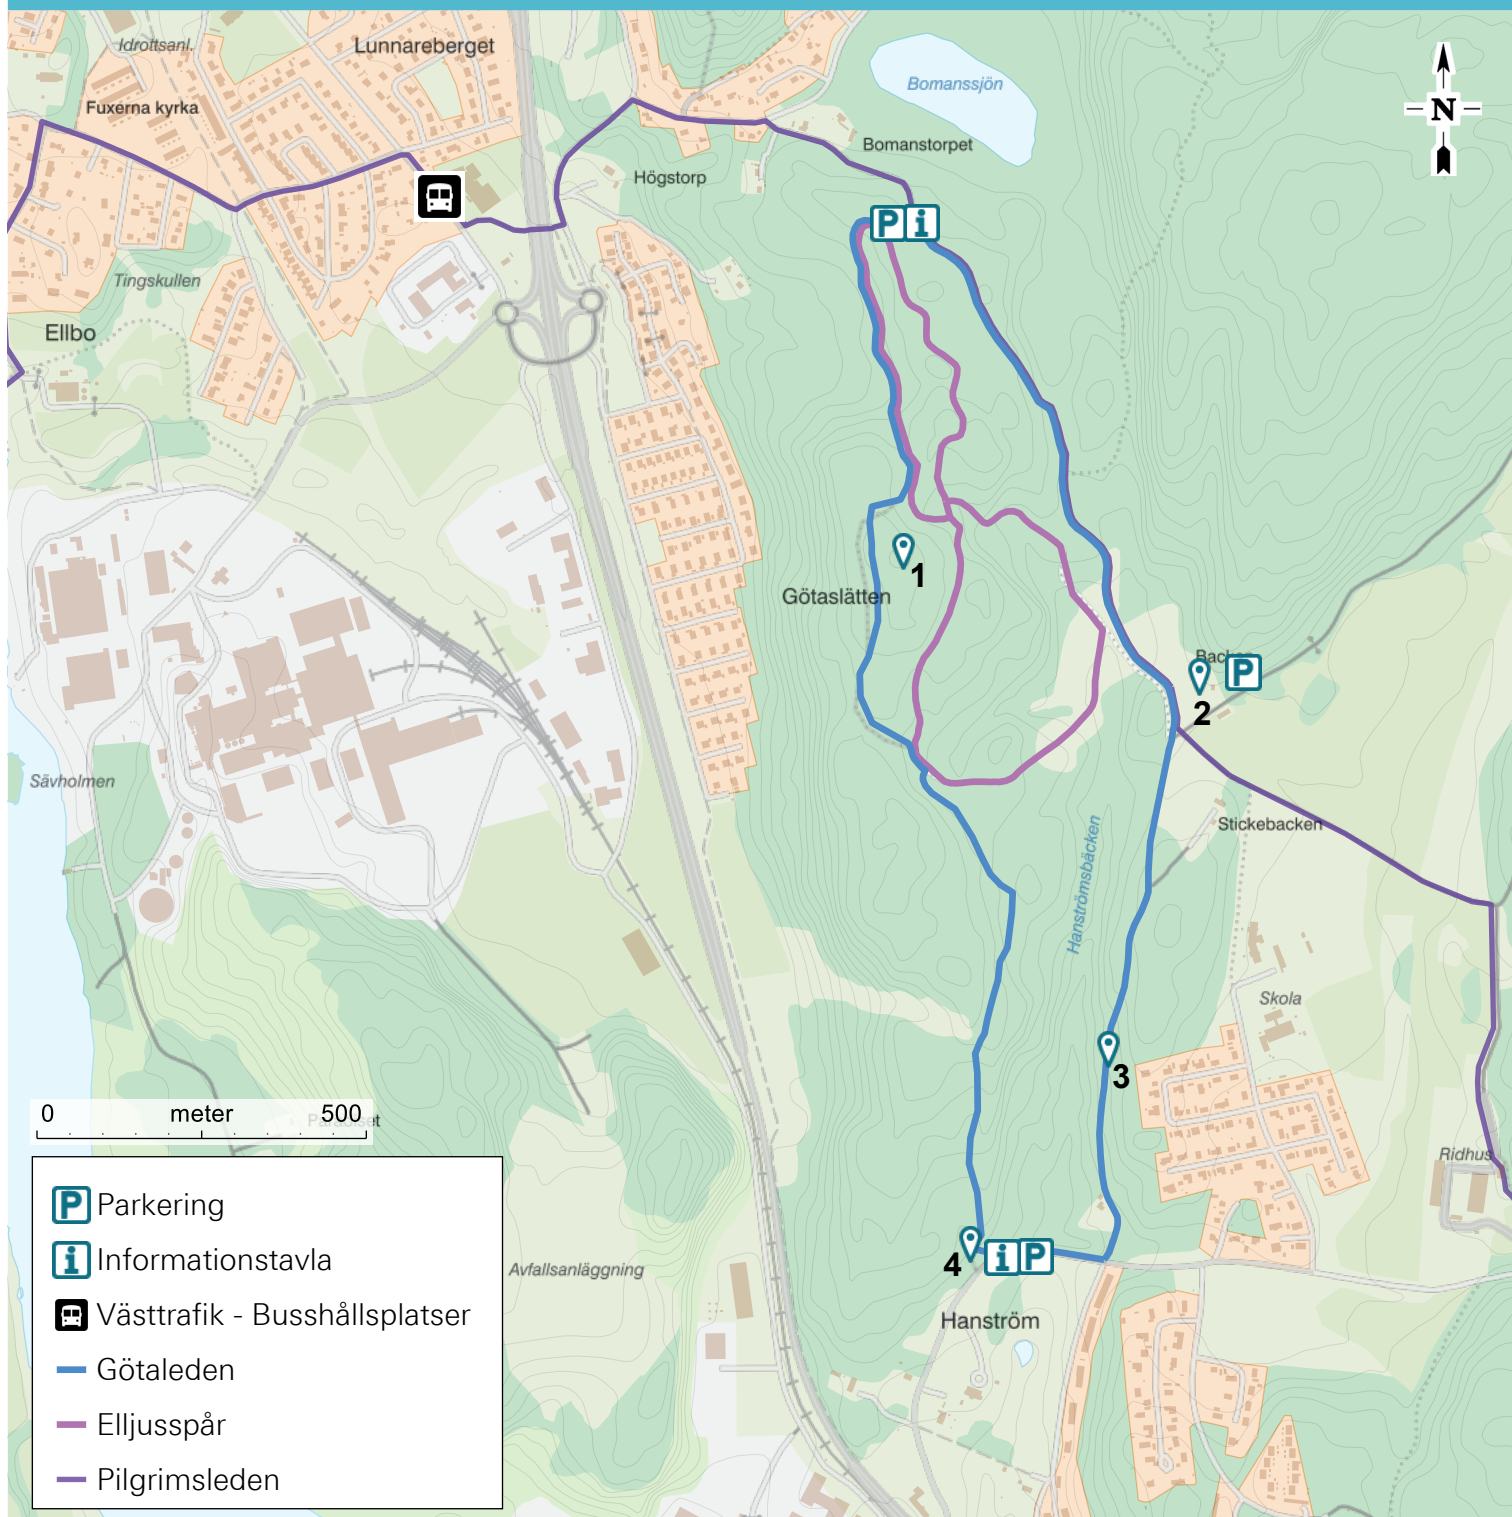 Idrottsanl.
Lunnareberget
Fuxerna kyrka
Bomanssjön
N
Bomanstorpet
Högstorp
P i
Tingskullen
Ellbo
1
Götaslätten
P
2
Sävholmen
Stickebacken
Hanströmsbäcken
Skola
3
0 meter 500
Ridhus
P Parkering
i Informationstavla
Västtrafik - Busshållsplatser
Götaleden
Elljusspår
Pilgrimsleden
4
i P
Avfallsanläggning
Hanström